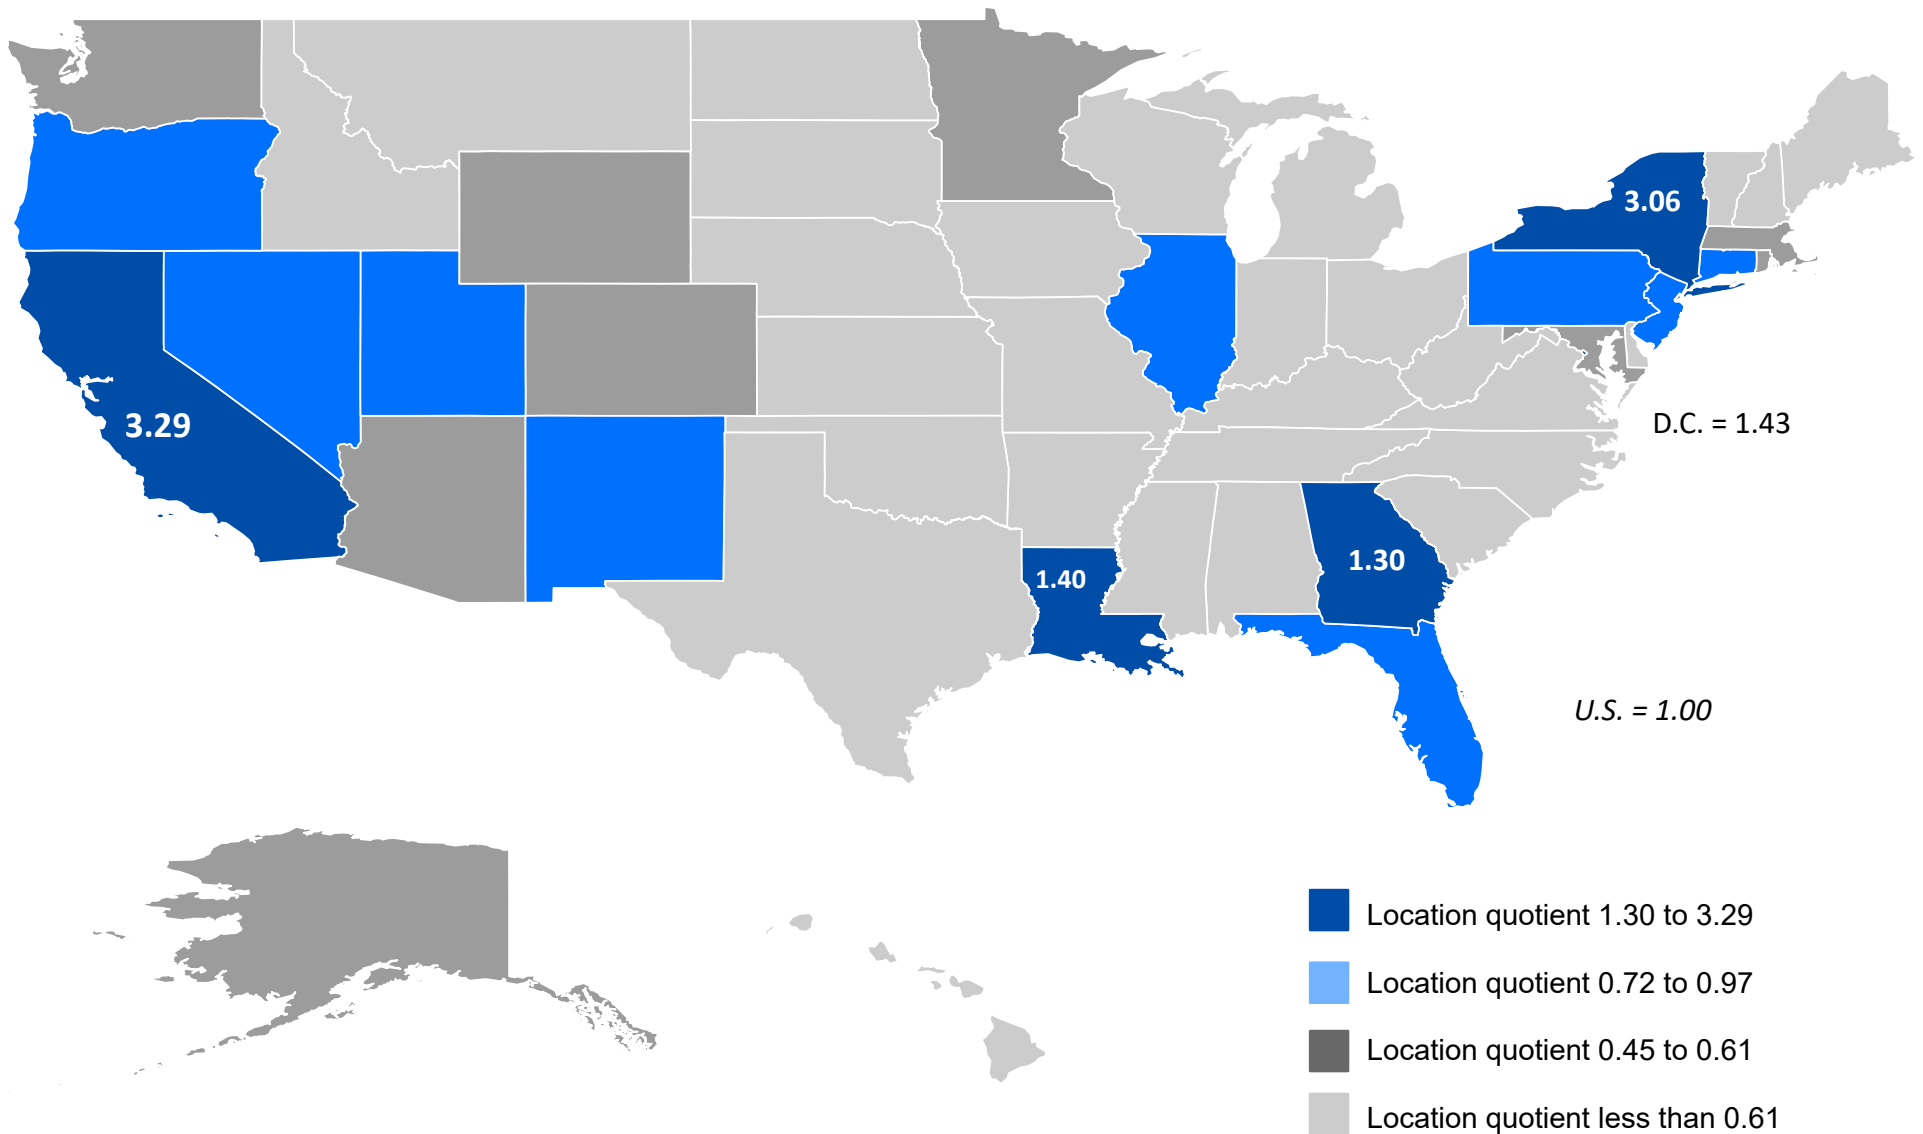 3.06
3.29
D.C. = 1.43
1.30
1.40
U.S. = 1.00
Location quotient 1.30 to 3.29
Location quotient 0.72 to 0.97
Location quotient 0.45 to 0.61
Location quotient less than 0.61